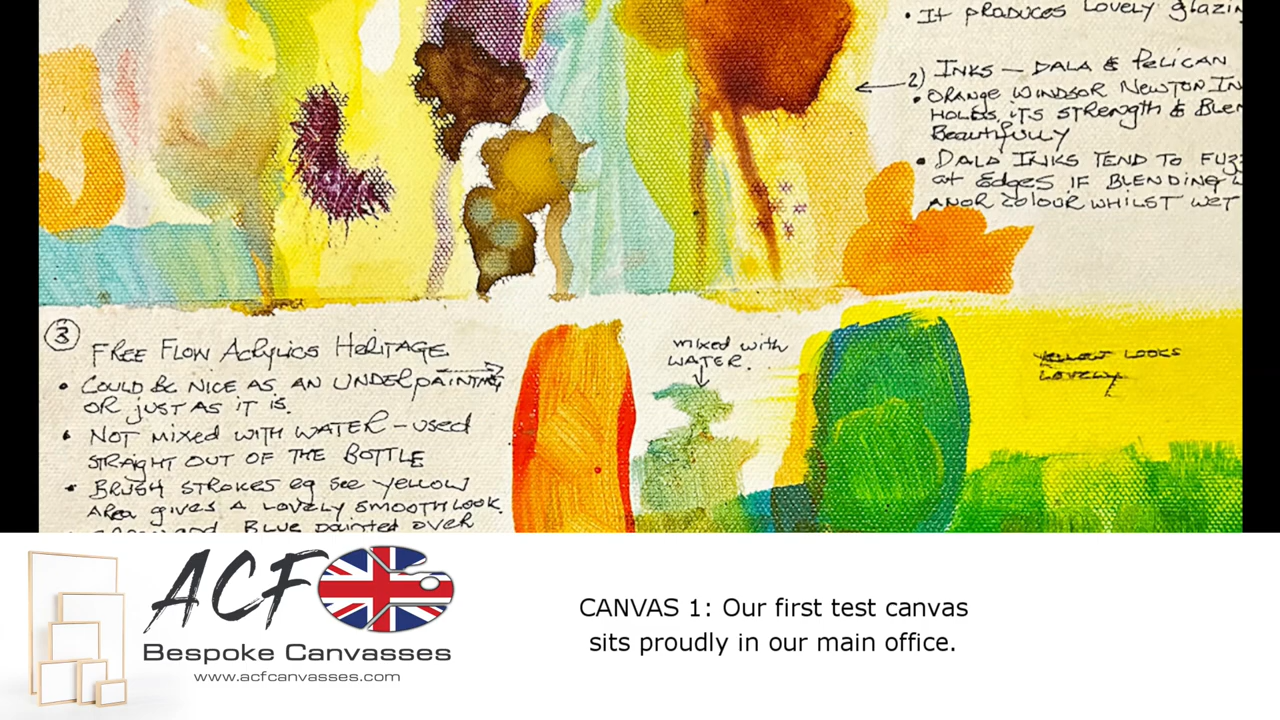 • It produces Lovely glazin
2) INKS — DALA & Pelican
• ORANGE WINDSOR NEWTON IN
HOLDS ITS STRENGTH & BLEN
Beautifully
• DALA INKS TEND TO FUZ
at Edges IF BLENDING W
ANOR COLOUR WHILST WET
3
FREE FLOW ACRYLICS HERITAGE.
• COULD BE NICE AS AN UNDERPAINTING
OR JUST AS IT IS.
• NOT MIXED WITH WATER – used
STRAIGHT OUT OF THE BOTTLE
• BRUSH STROKES eg see yellow
AREA gives A LOVELY SMOOTH LOOK.
Blue painted over
mixed with
WATER.
yellow LOOKS
LOVELY
ACF
Bespoke Canvasses
www.acfcanvasses.com
CANVAS 1: Our first test canvas
sits proudly in our main office.